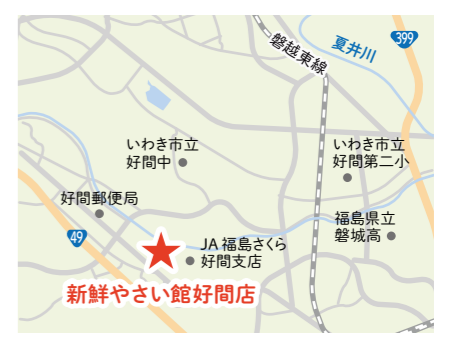 399
夏井川
磐越東線
いわき市立
好間中
いわき市立
好間第二小
好間郵便局
福島県立
磐城高
49
JA福島さくら
好間支店
新鮮やさい館好間店